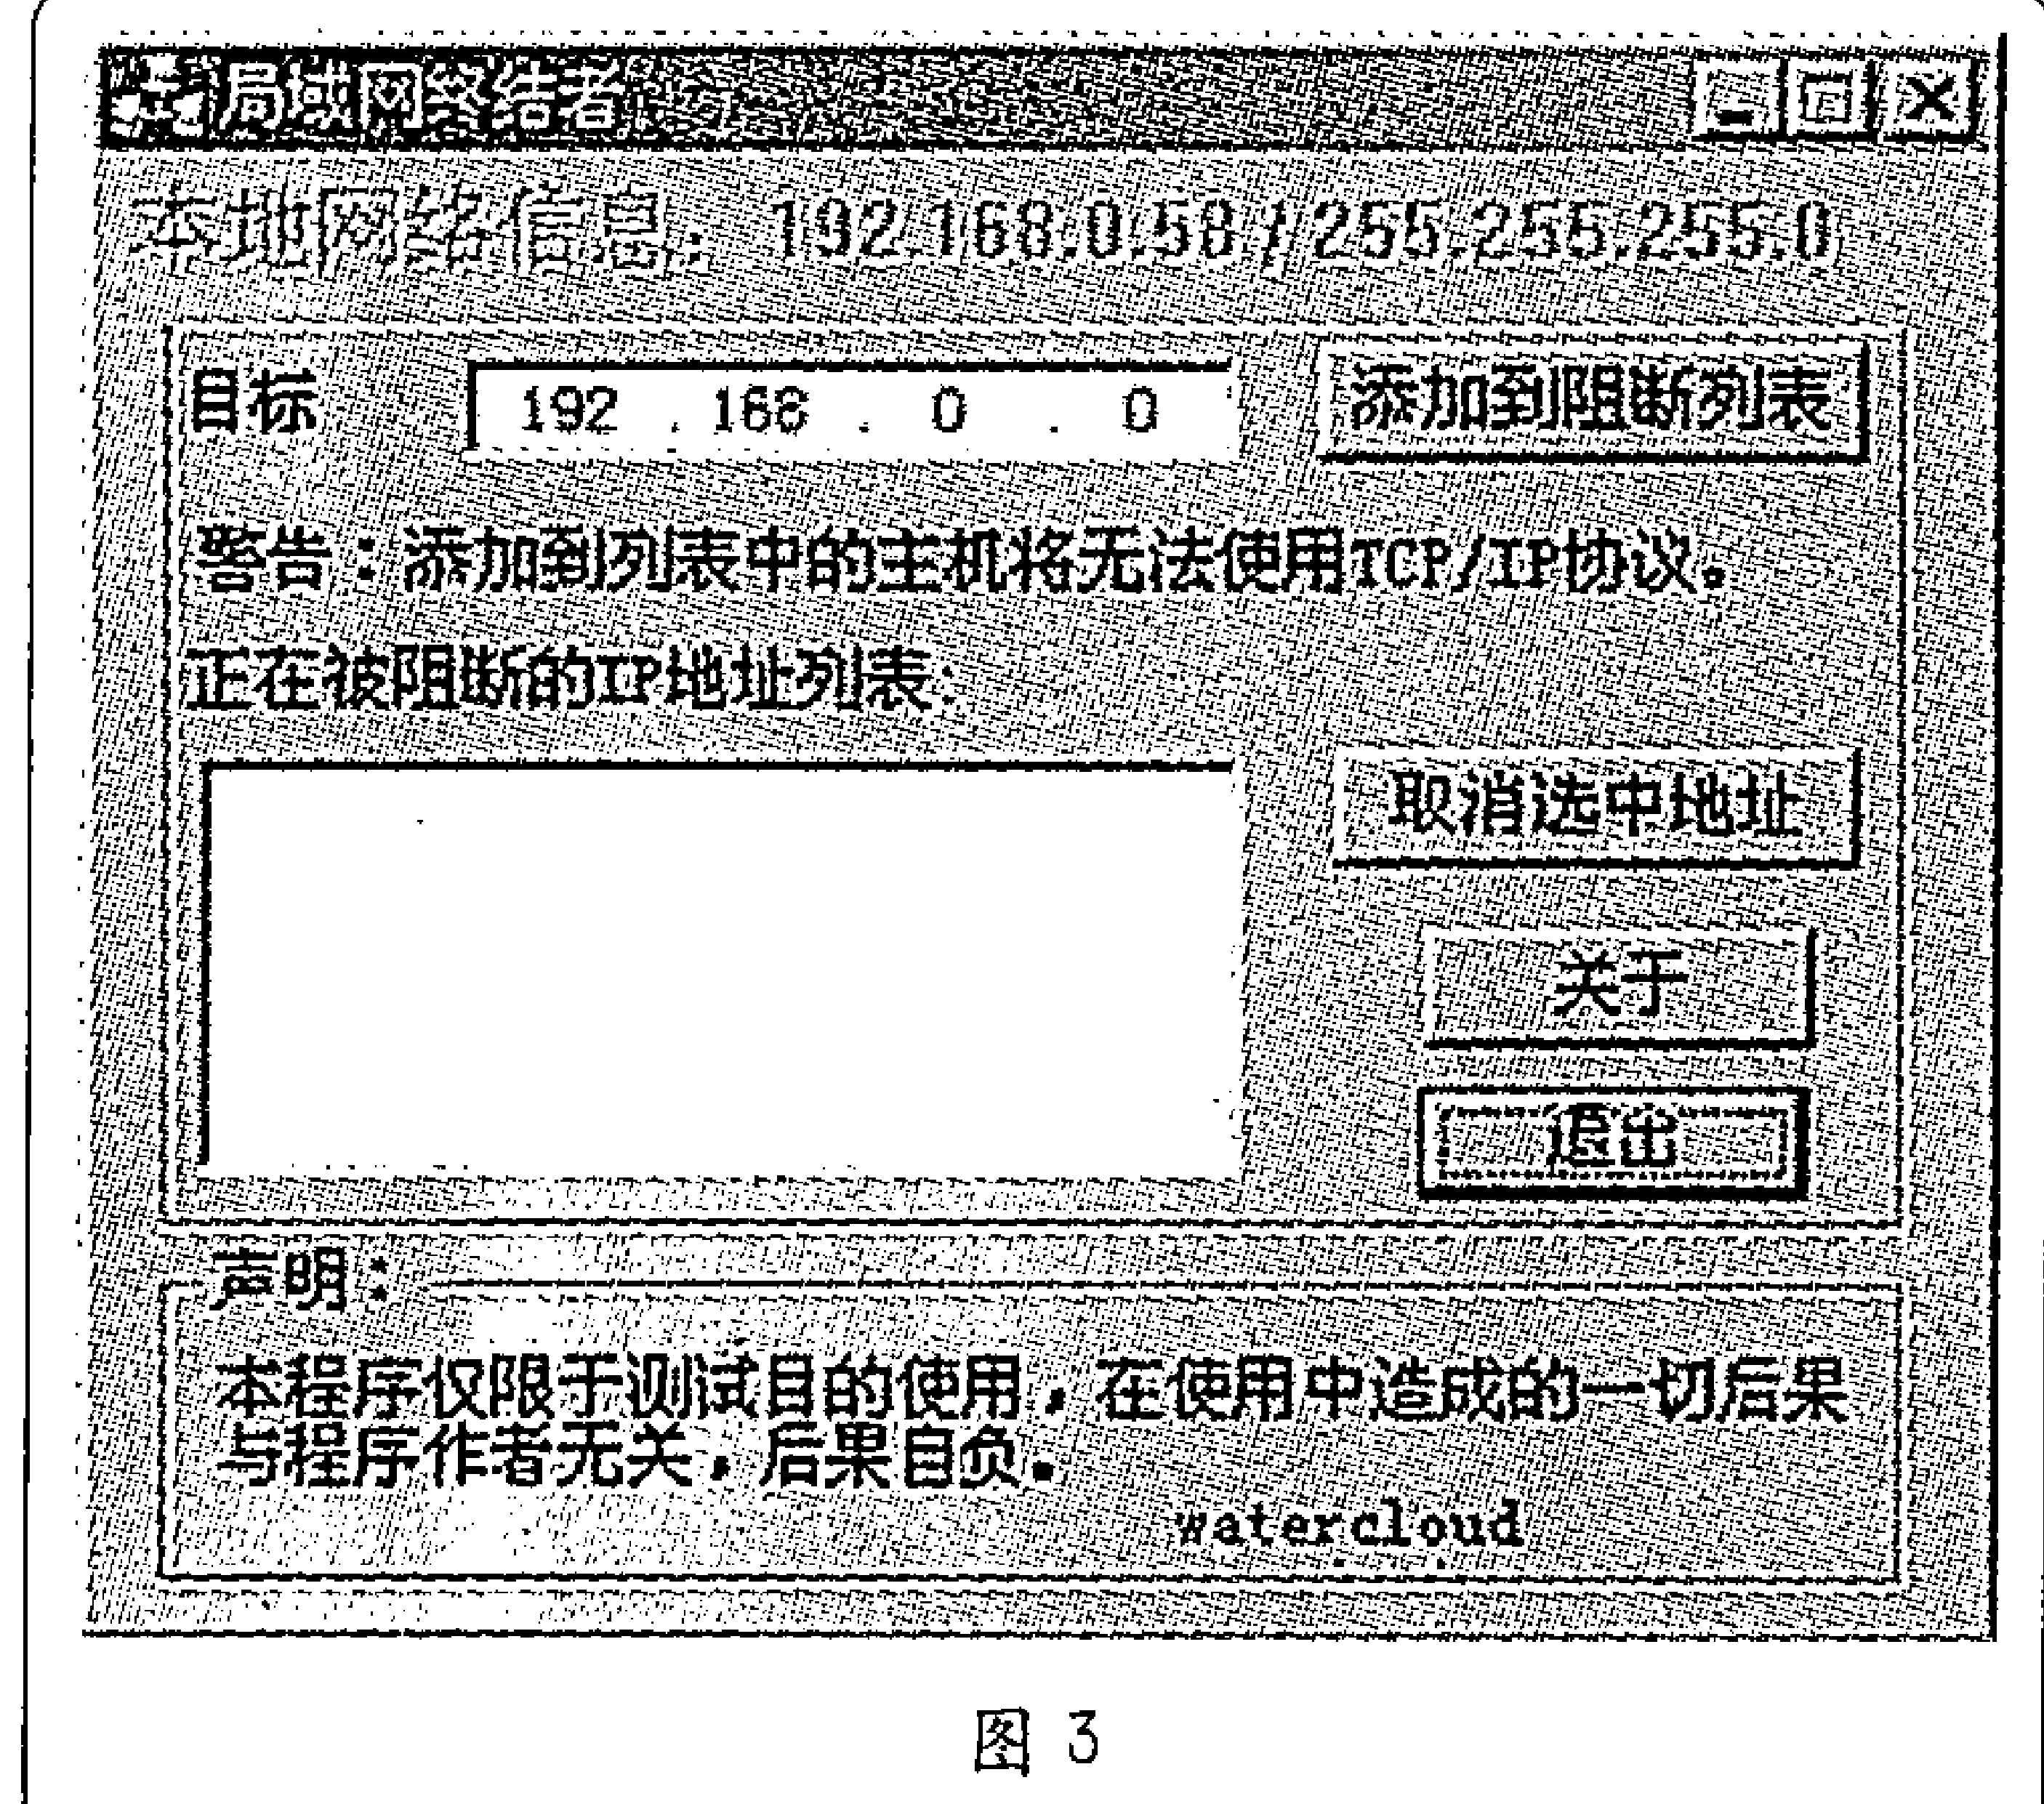 局域网终结者
本地网络信息: 192.168.0.58 / 255.255.255.0
目标 192 . 168 . 0 . 0 添加到阻断列表
警告：添加到列表中的主机将无法使用TCP/IP协议。
正在被阻断的IP地址列表:
取消选中地址
关于
退出
声明：
本程序仅限于测试目的使用，在使用中造成的一切后果
与程序作者无关，后果自负。
watercloud
图 3